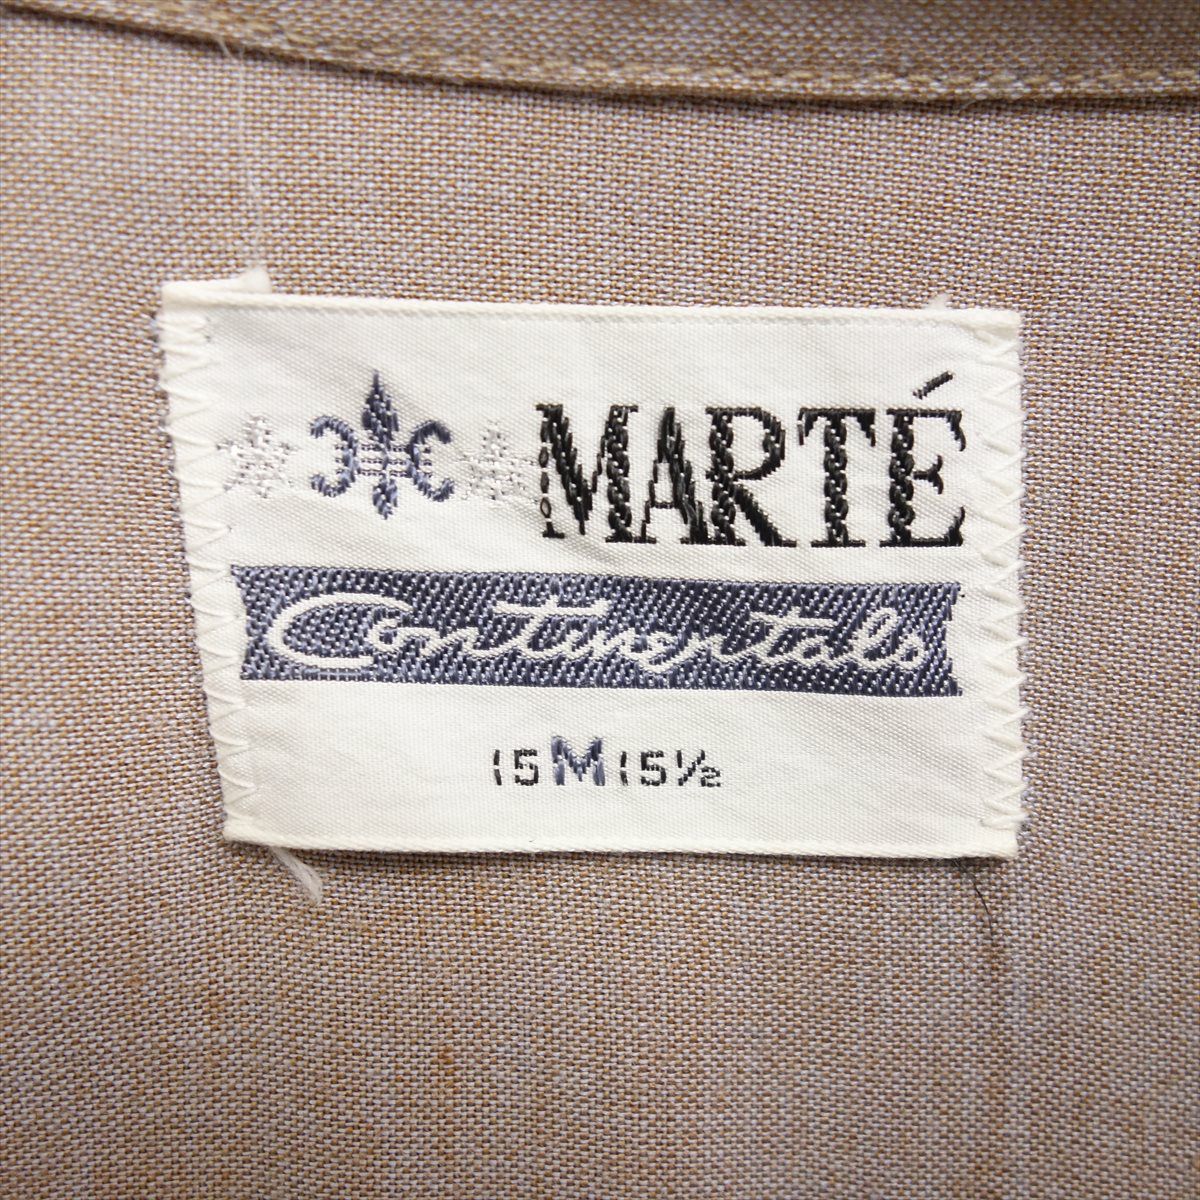 MARTÉ
Continentals
15 M 15½